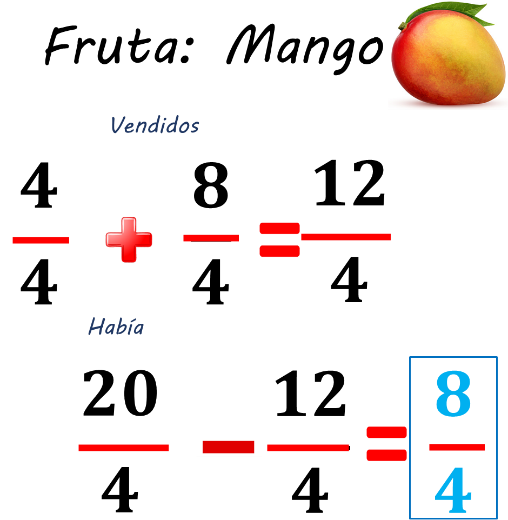 Fruta: Mango
Vendidos
4/4 + 8/4 = 12/4
Había
20/4 - 12/4 = 8/4